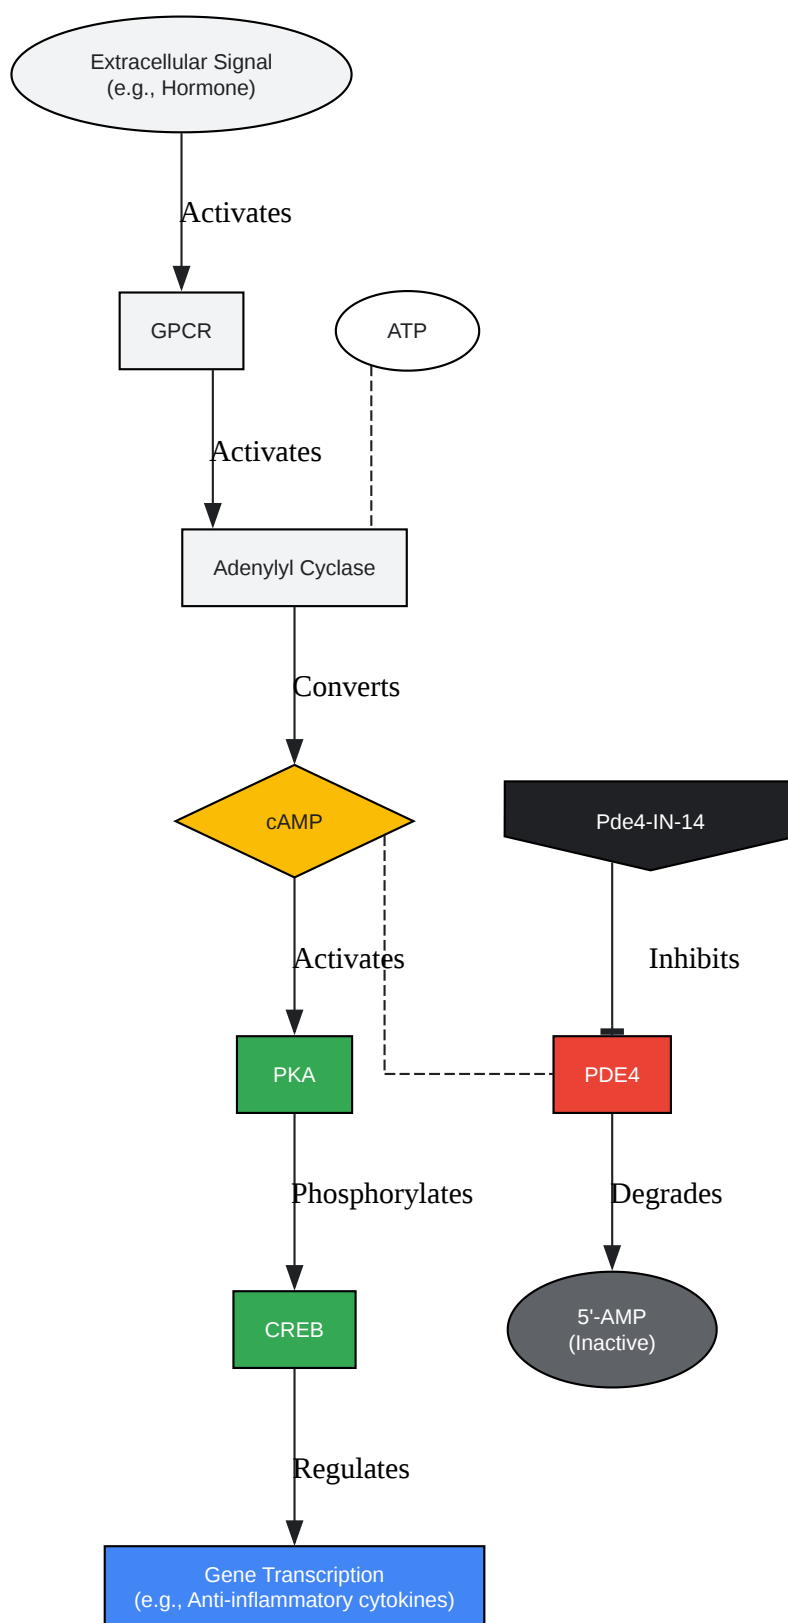 Extracellular Signal
(e.g., Hormone)
Activates
GPCR
ATP
Activates
Adenylyl Cyclase
Converts
cAMP
Pde4-IN-14
Activates
Inhibits
PKA
PDE4
Phosphorylates
Degrades
CREB
5'-AMP
(Inactive)
Regulates
Gene Transcription
(e.g., Anti-inflammatory cytokines)